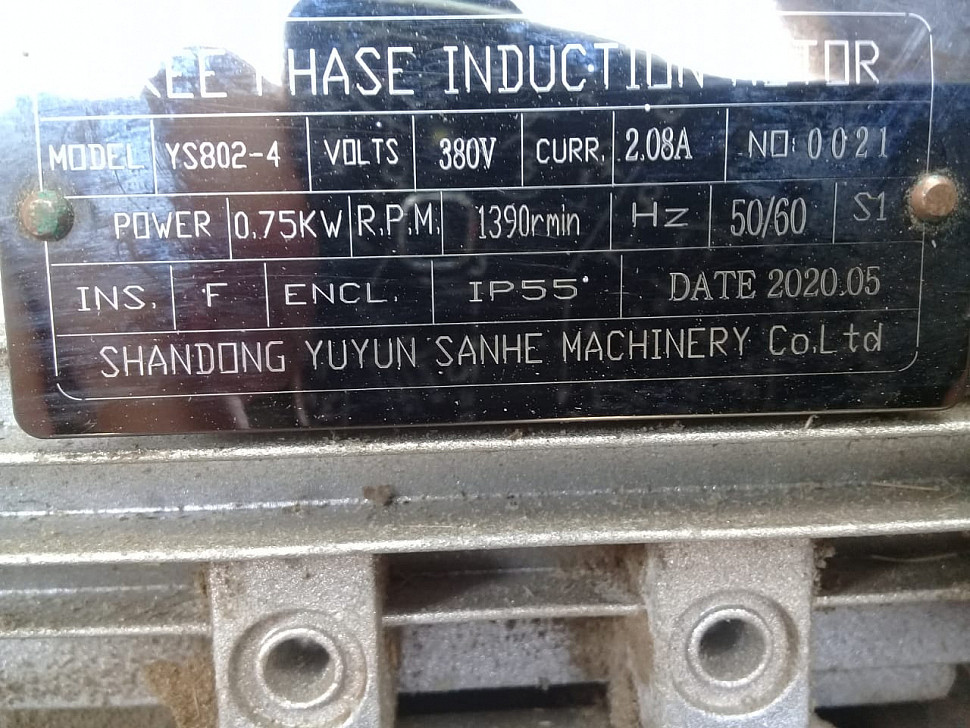 PHASE INDUCTION MOTOR
MODEL YS802-4 VOLTS 380V CURR. 2.08A NO: 0021
POWER 0.75KW R.P.M. 1390rmin Hz 50/60 S1
INS. F ENCL. IP55 DATE 2020.05
SHANDONG YUYUN SANHE MACHINERY Co.Ltd